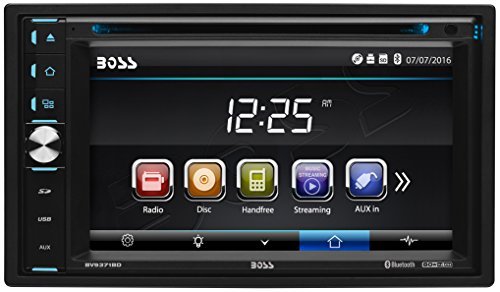 BOSS
07/07/2016
12:25 AM
MUSIC STREAMING
Radio Disc Handfree Streaming AUX in
SD
USB
AUX
BV9371BD
BOSS
Bluetooth